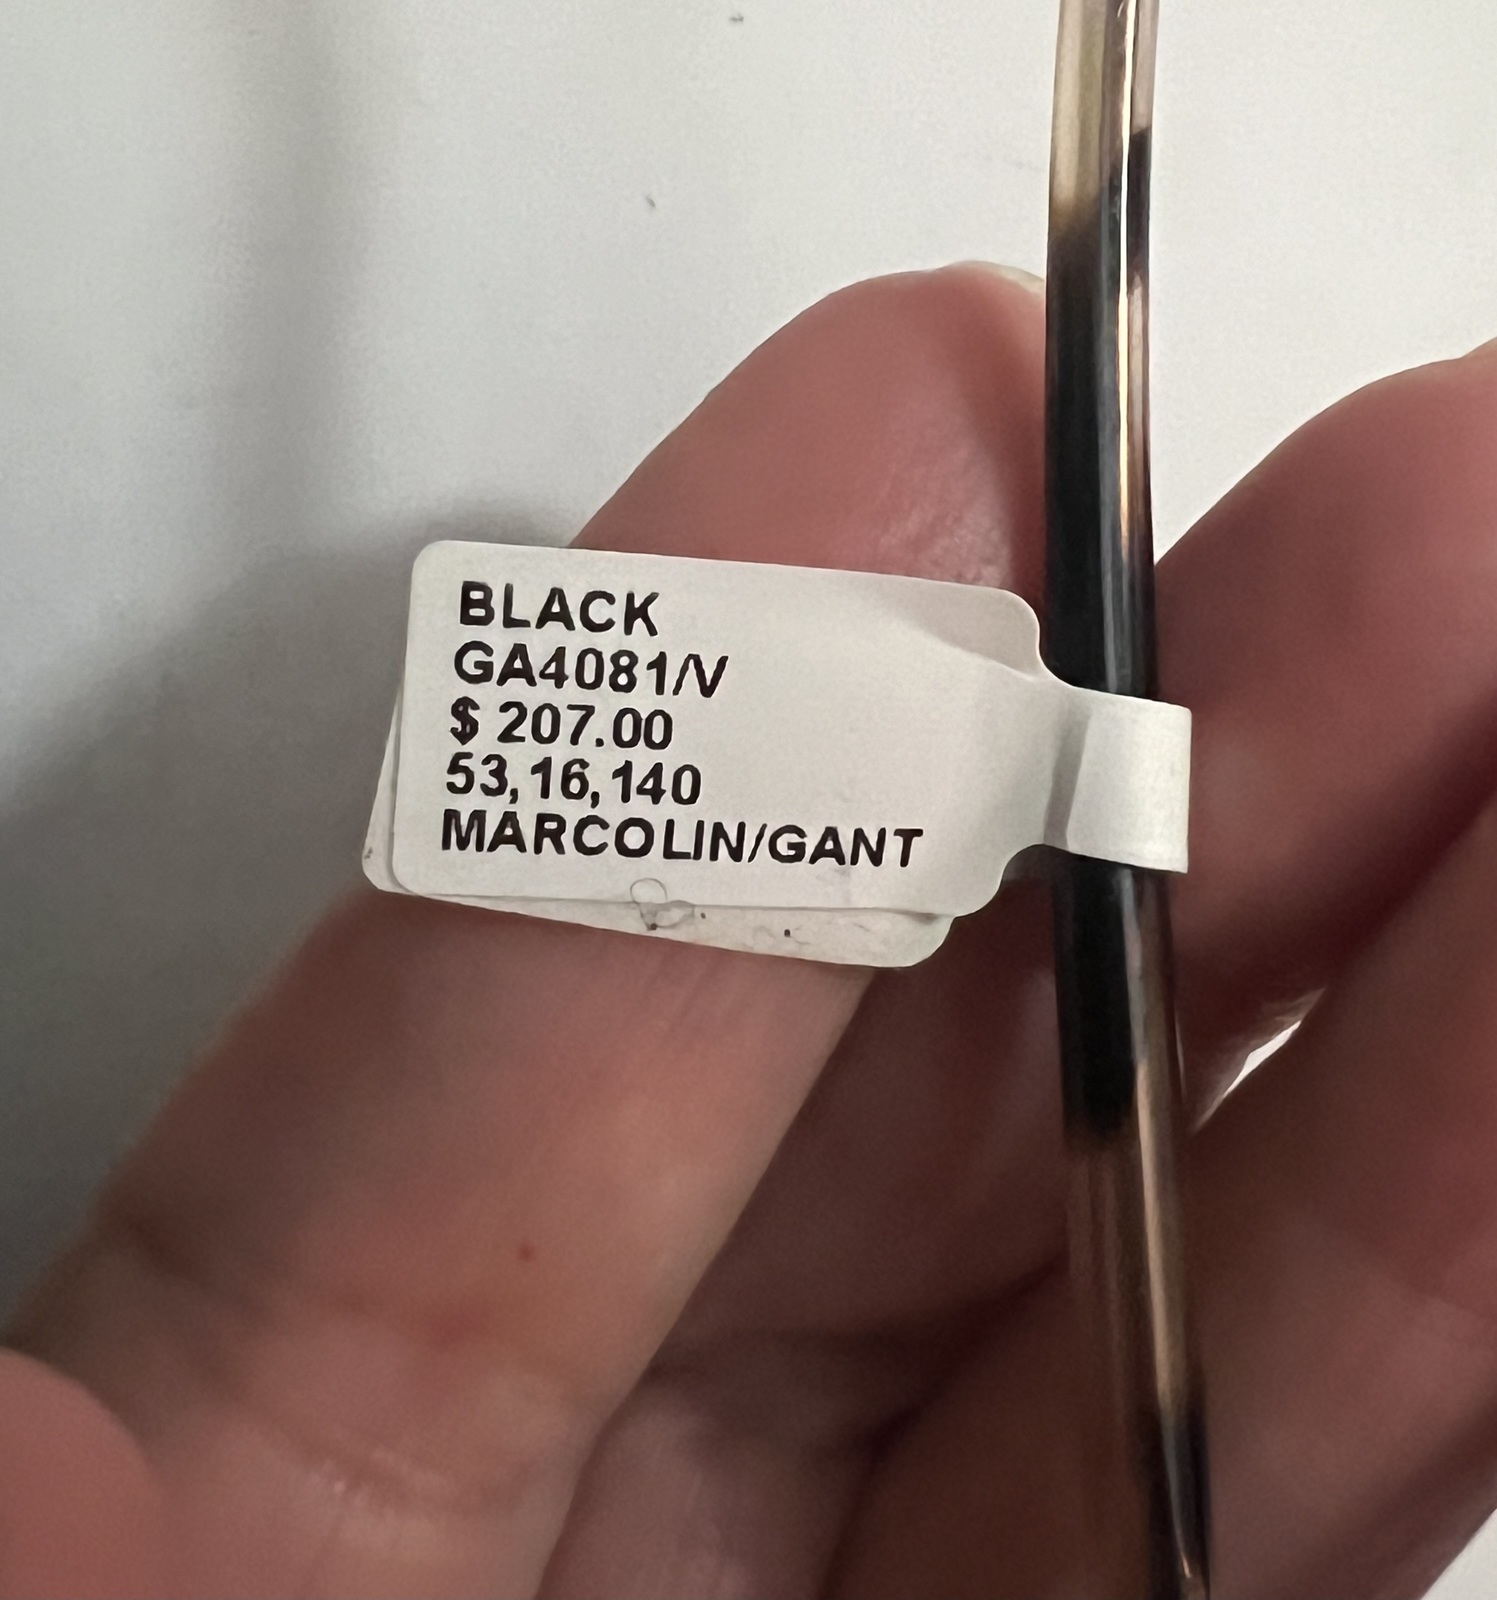 BLACK
GA4081/V
$ 207.00
53,16,140
MARCOLIN/GANT